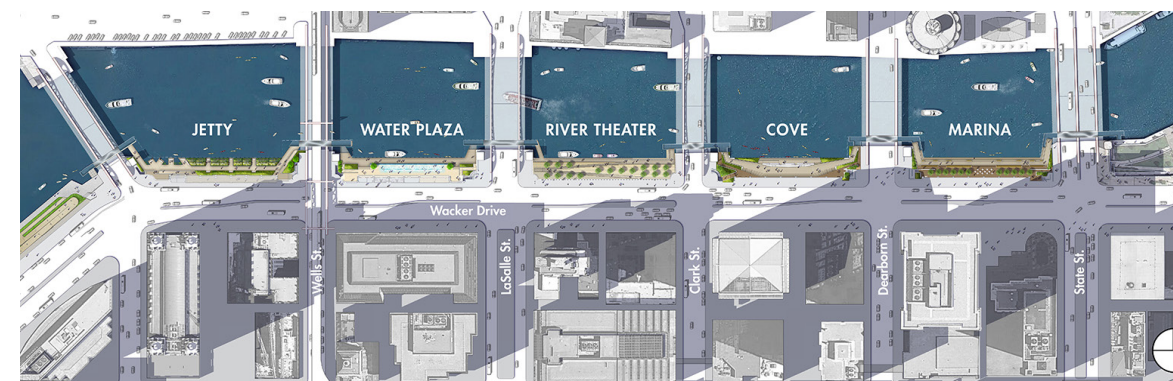 JETTY
WATER PLAZA
RIVER THEATER
COVE
MARINA
Wacker Drive
Wells St.
LaSalle St.
Clark St.
Dearborn St.
State St.